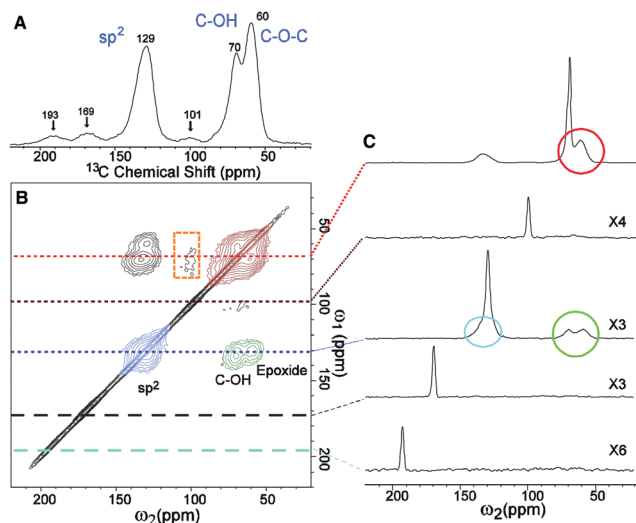 A
sp2
129
C-OH
70
60
C-O-C
193
169
101
200
150
100
50
13C Chemical Shift (ppm)
B
50
100
150
200
ω1 (ppm)
sp2
C-OH
Epoxide
200
150
100
50
ω2(ppm)
C
X4
X3
X3
X6
200
150
100
50
ω2(ppm)